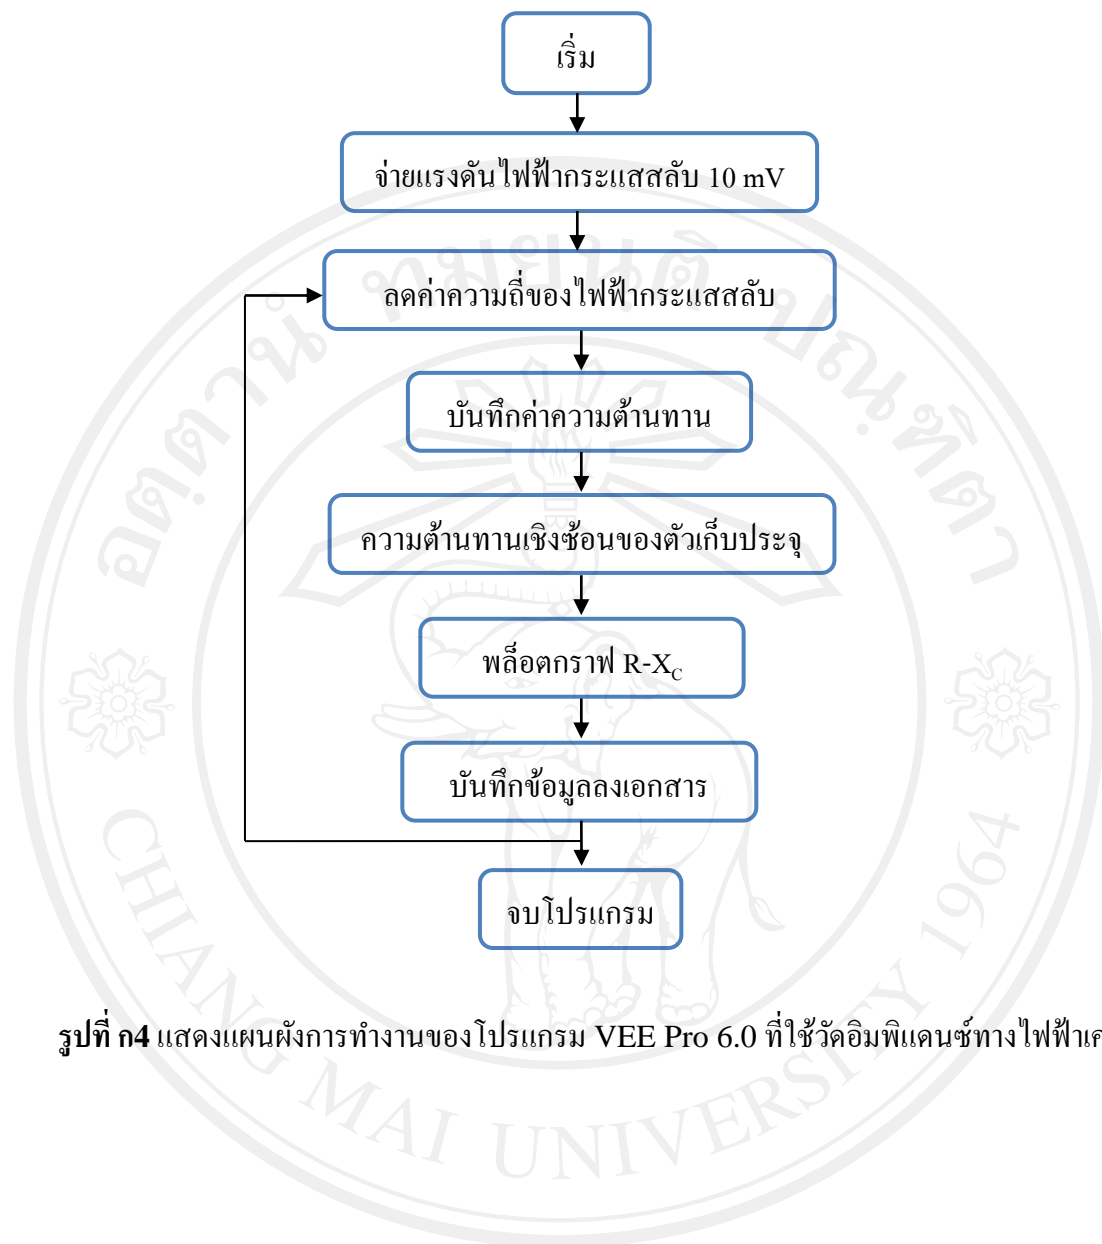 เริ่ม
จ่ายแรงดันไฟฟ้ากระแสสลับ 10 mV
ลดค่าความถี่ของไฟฟ้ากระแสสลับ
บันทึกค่าความต้านทาน
ความต้านทานเชิงซ้อนของตัวเก็บประจุ
พล็อตกราฟ R-X_C
บันทึกข้อมูลลงเอกสาร
จบโปรแกรม
รูปที่ ก4 แสดงแผนผังการทำงานของโปรแกรม VEE Pro 6.0 ที่ใช้วัดอิมพิแดนซ์ทางไฟฟ้า
CHIANG MAI UNIVERSITY 1964